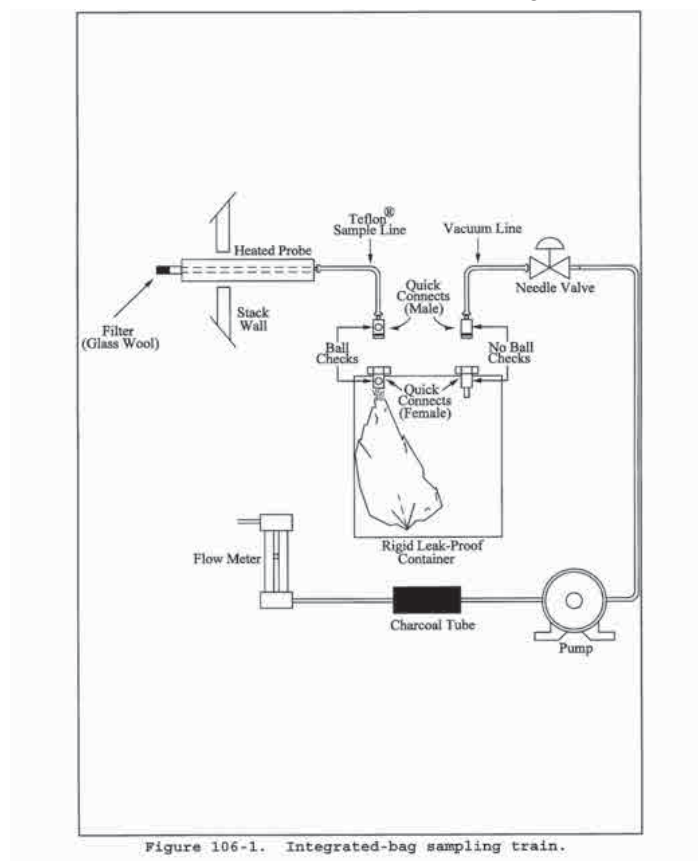 Teflon®
Sample Line
Vacuum Line
Heated Probe
Needle Valve
Quick
Connects
(Male)
Filter
(Glass Wool)
Stack
Wall
Ball
Checks
No Ball
Checks
Quick
Connects
(Female)
Rigid Leak-Proof
Container
Flow Meter
Charcoal Tube
Pump
Figure 106-1. Integrated-bag sampling train.